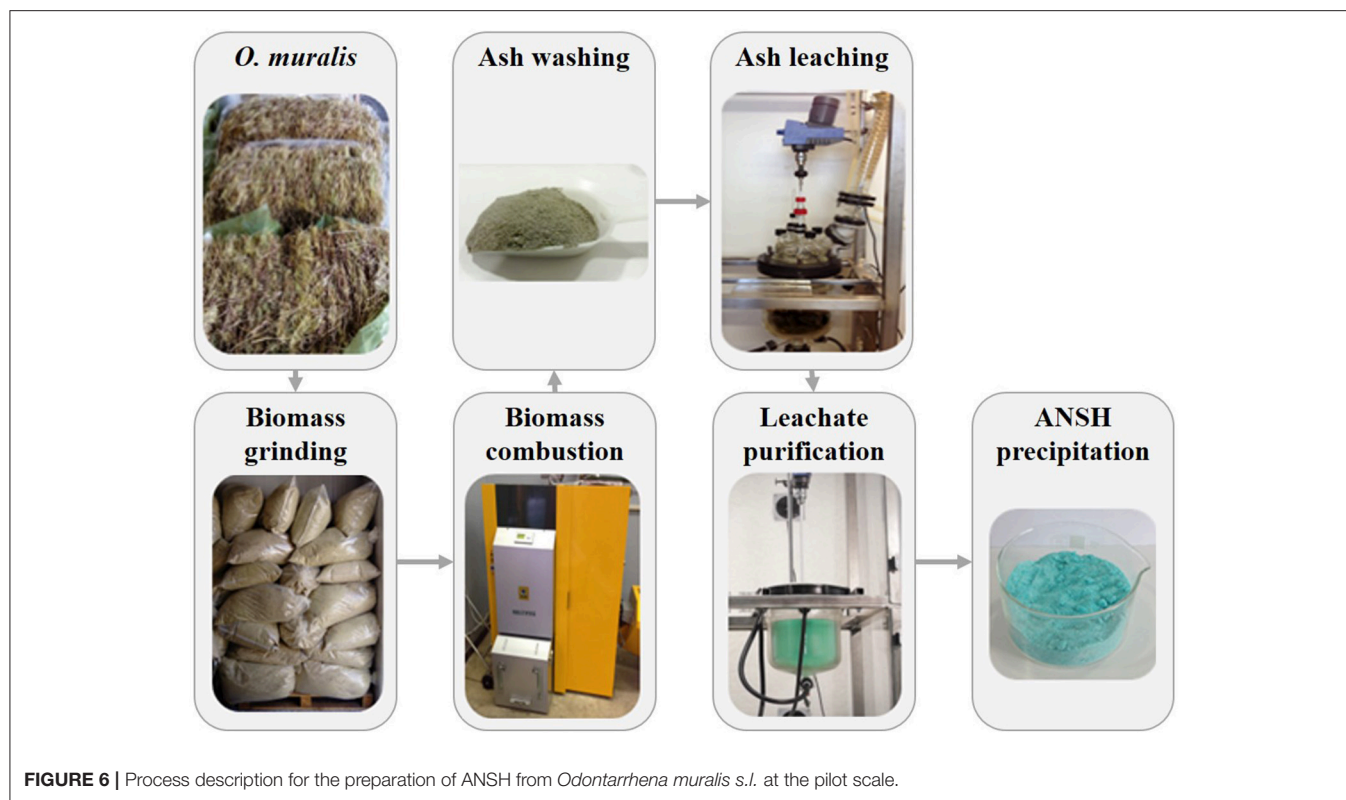 O. muralis
Ash washing
Ash leaching
Biomass
grinding
Biomass
combustion
Leachate
purification
ANSH
precipitation
FIGURE 6 | Process description for the preparation of ANSH from Odontarrhena muralis s.l. at the pilot scale.